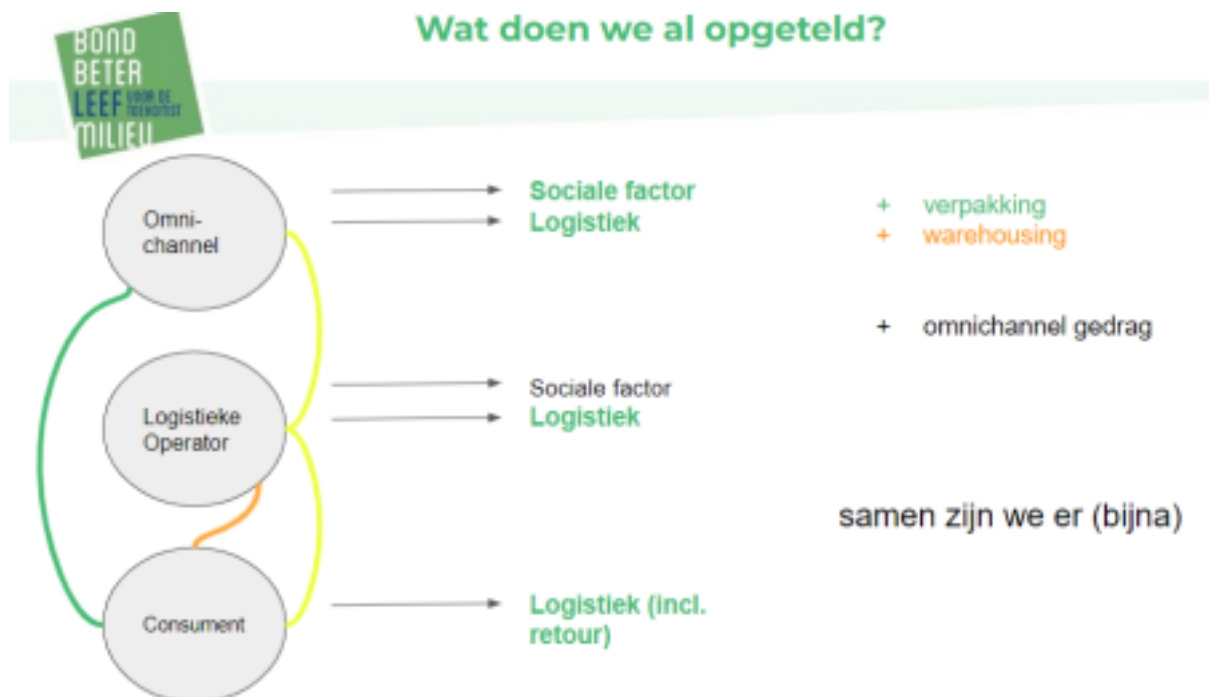 Wat doen we al opgeteld?
BOND
BETER
LEEF VOOR DE
TOEKOMST
MILIEU
Omni-
channel
Sociale factor
Logistiek
+ verpakking
+ warehousing
+ omnichannel gedrag
Logistieke
Operator
Sociale factor
Logistiek
samen zijn we er (bijna)
Consument
Logistiek (incl.
retour)